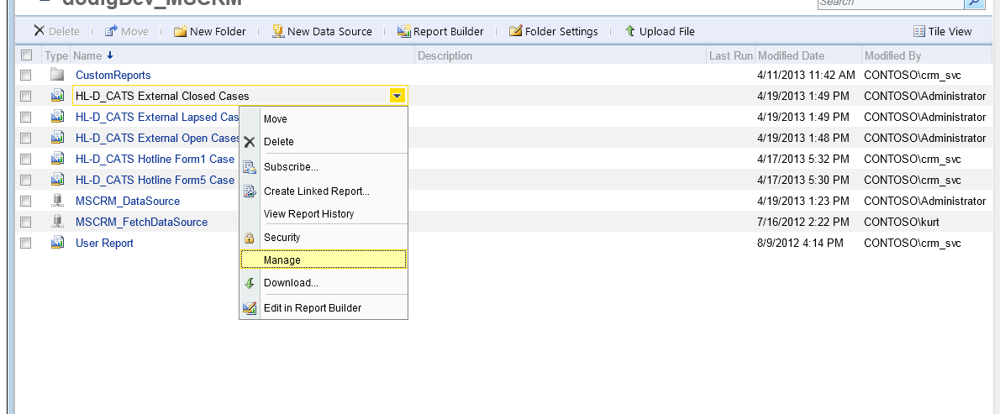 dodigDev_MSCRM
Search
Delete Move New Folder New Data Source Report Builder Folder Settings Upload File Tile View
Type Name Description Last Run Modified Date Modified By
CustomReports 4/11/2013 11:42 AM CONTOSO\crm_svc
HL-D_CATS External Closed Cases 4/19/2013 1:49 PM CONTOSO\Administrator
HL-D_CATS External Lapsed Cas 4/19/2013 1:49 PM CONTOSO\Administrator
HL-D_CATS External Open Cases 4/19/2013 1:48 PM CONTOSO\Administrator
HL-D_CATS Hotline Form1 Case 4/17/2013 5:32 PM CONTOSO\crm_svc
HL-D_CATS Hotline Form5 Case 4/17/2013 5:30 PM CONTOSO\crm_svc
MSCRM_DataSource 4/19/2013 1:23 PM CONTOSO\Administrator
MSCRM_FetchDataSource 7/16/2012 2:22 PM CONTOSO\kurt
User Report 8/9/2012 4:14 PM CONTOSO\crm_svc
Move
Delete
Subscribe...
Create Linked Report...
View Report History
Security
Manage
Download...
Edit in Report Builder